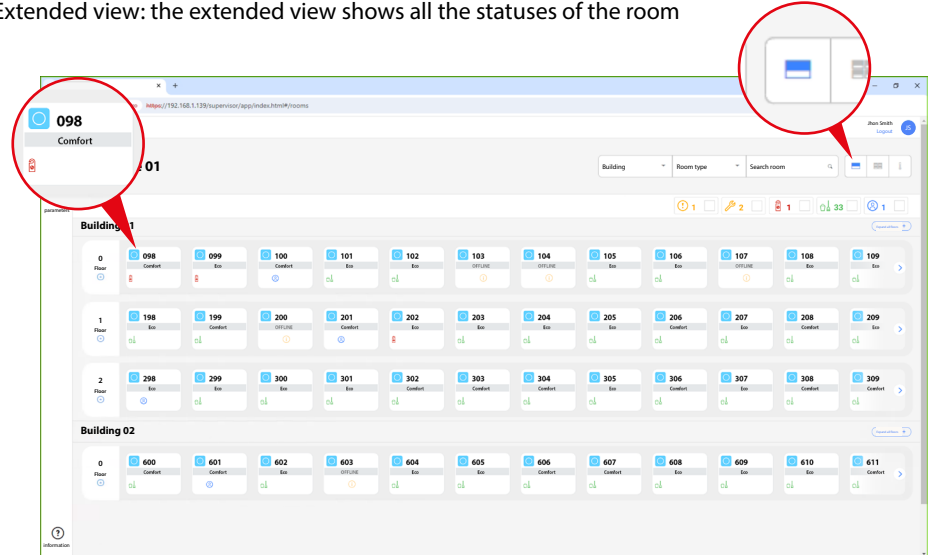 Extended view: the extended view shows all the statuses of the room
× +
https://192.168.1.139/supervisor/app/index.html#/rooms
Jhon Smith
Logout
JS
098
Comfort
01
Building Room type Search room
parameters
1 2 1 33 1
Building 01
0
Floor
098 099 100 101 102 103 104 105 106 107 108 109
Comfort Eco Comfort Eco Eco OFFLINE OFFLINE Eco Eco OFFLINE Eco Eco
1
Floor
198 199 200 201 202 203 204 205 206 207 208 209
Eco Comfort OFFLINE Comfort Eco Eco Eco Eco Comfort Eco Comfort Eco
2
Floor
298 299 300 301 302 303 304 305 306 307 308 309
Eco Eco Eco Eco Comfort Comfort Comfort Eco Comfort Eco Comfort Comfort
Building 02
0
Floor
600 601 602 603 604 605 606 607 608 609 610 611
Comfort Comfort Eco OFFLINE Eco Eco Comfort Comfort Eco Eco Eco Comfort
information